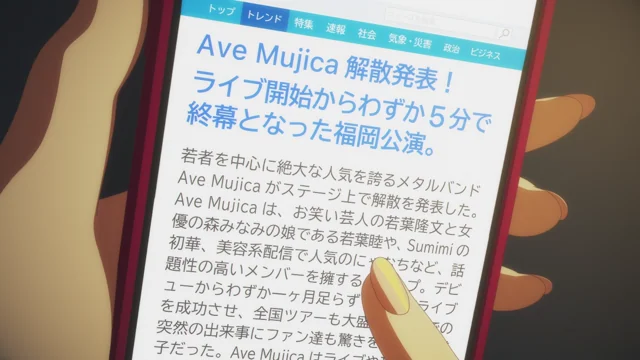 トップ トレンド 特集 速報 社会 気象・災害 政治 ビジネス
Ave Mujica 解散発表！
ライブ開始からわずか５分で
終幕となった福岡公演。
若者を中心に絶大な人気を誇るメタルバンド
Ave Mujica がステージ上で解散を発表した。
Ave Mujica は、お笑い芸人の若葉隆文と女
優の森みなみの娘である若葉睦や、Sumimi の
初華、美容系配信で人気のに ちなど、話
題性の高いメンバーを擁する プ。デビ
ューからわずか一ヶ月足らず ライブ
を成功させ、全国ツアーも大盛 の
突然の出来事にファン達も驚きを
子だった。Ave Mujica はライブや